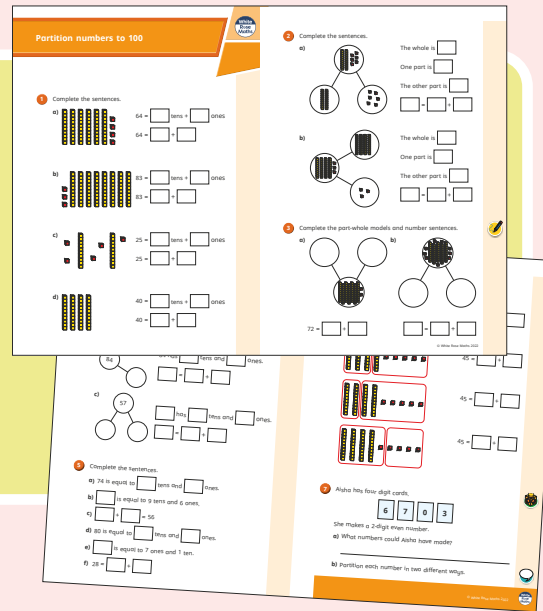 Partition numbers to 100
White
Rose
Maths
1 Complete the sentences.
a)
64 = tens + ones
64 = +
b)
83 = tens + ones
83 = +
c)
25 = tens + ones
25 = +
d)
40 = tens + ones
40 = +
2 Complete the sentences.
a)
The whole is
One part is
The other part is
= +
b)
The whole is
One part is
The other part is
= +
3 Complete the part-whole models and number sentences.
a) b)
72 = + = +
© White Rose Maths 2022
84
tens and ones.
= +
c)
57
has tens and ones.
= +
5 Complete the sentences.
a) 74 is equal to tens and ones.
b) is equal to 9 tens and 6 ones.
c) + = 56
d) 80 is equal to tens and ones.
e) is equal to 7 ones and 1 ten.
f) 28 = +
45 = +
45 = +
45 = +
7 Aisha has four digit cards.
6 7 0 3
She makes a 2-digit even number.
a) What numbers could Aisha have made?
b) Partition each number in two different ways.
White
Rose
Maths